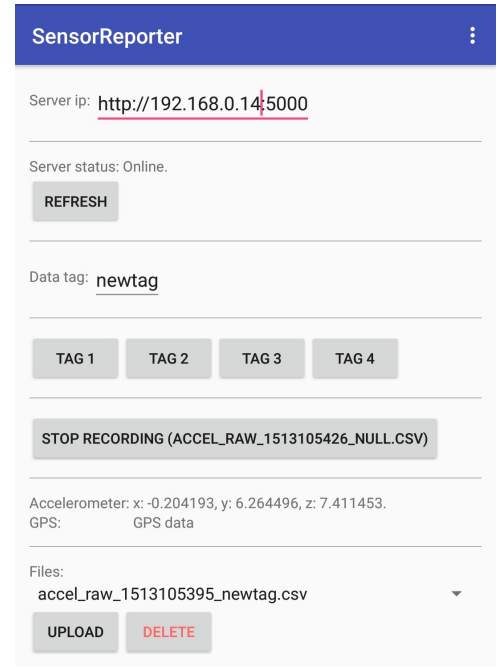 SensorReporter
Server ip: http://192.168.0.14:5000
Server status: Online.
REFRESH
Data tag: newtag
TAG 1 TAG 2 TAG 3 TAG 4
STOP RECORDING (ACCEL_RAW_1513105426_NULL.CSV)
Accelerometer: x: -0.204193, y: 6.264496, z: 7.411453.
GPS: GPS data
Files:
accel_raw_1513105395_newtag.csv
UPLOAD DELETE